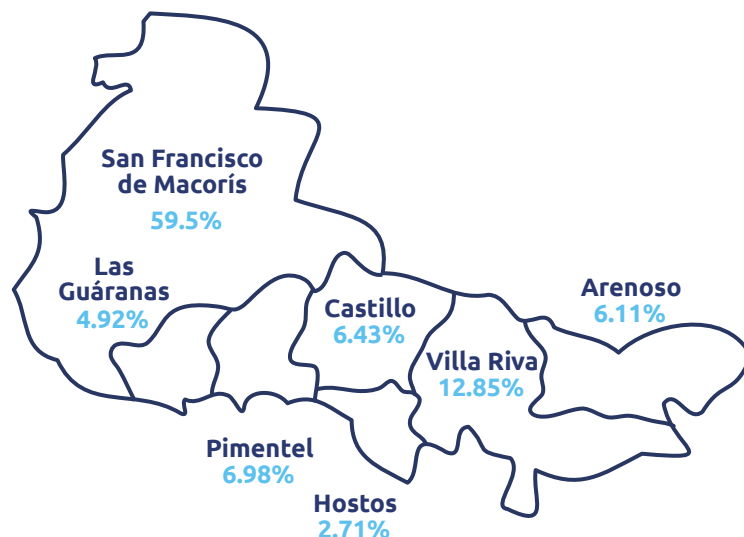 San Francisco
de Macorís
59.5%
Las
Guáranas
4.92%
Castillo
6.43%
Arenoso
6.11%
Villa Riva
12.85%
Pimentel
6.98%
Hostos
2.71%